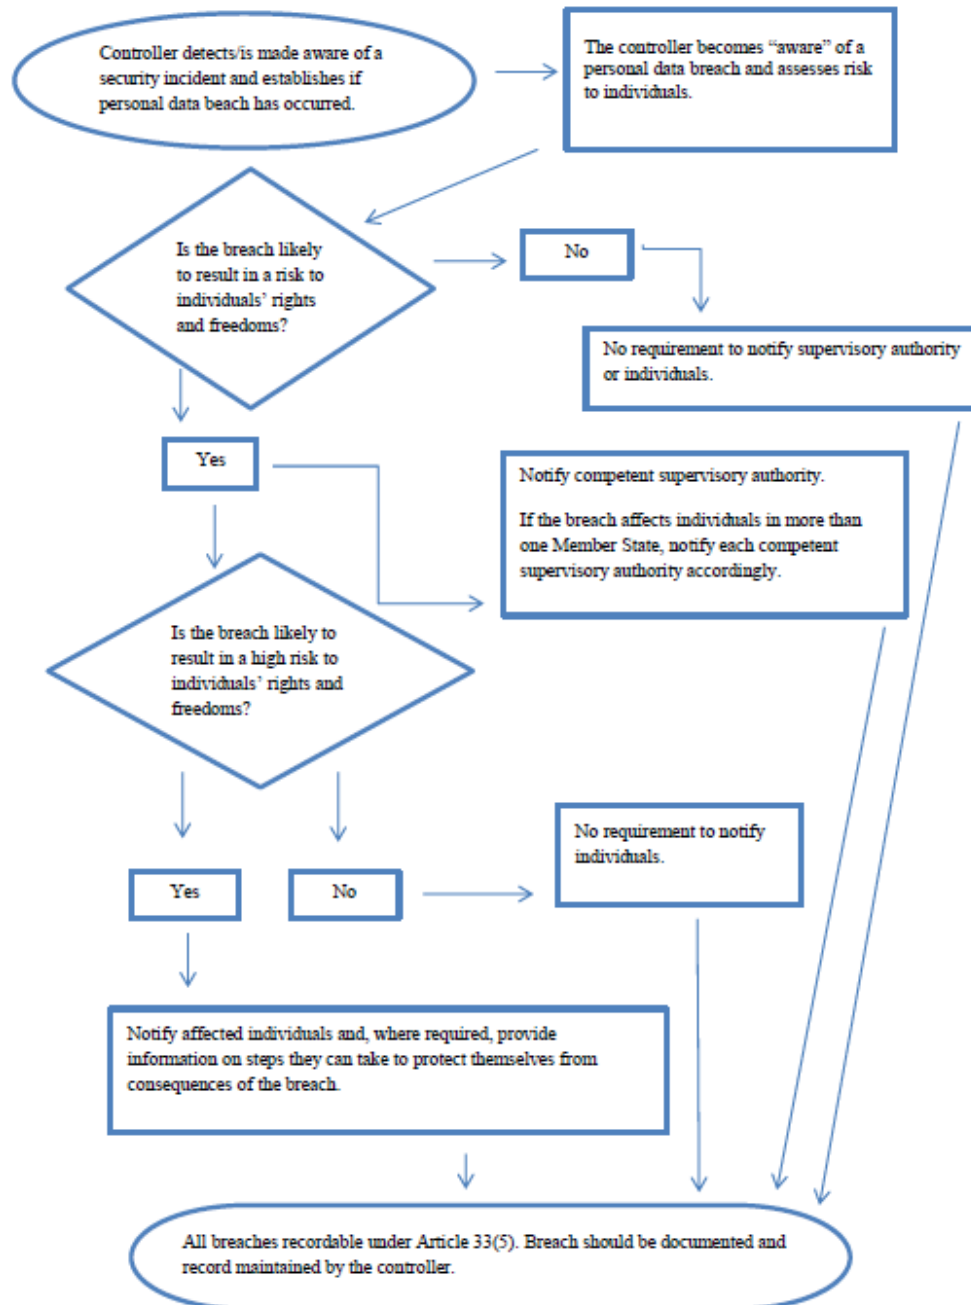 Controller detects/is made aware of a
security incident and establishes if
personal data beach has occurred.
The controller becomes “aware” of a
personal data breach and assesses risk
to individuals.
Is the breach likely
to result in a risk to
individuals’ rights
and freedoms?
No
No requirement to notify supervisory authority
or individuals.
Yes
Notify competent supervisory authority.
If the breach affects individuals in more than
one Member State, notify each competent
supervisory authority accordingly.
Is the breach likely to
result in a high risk to
individuals’ rights and
freedoms?
Yes
No
No requirement to notify
individuals.
Notify affected individuals and, where required, provide
information on steps they can take to protect themselves from
consequences of the breach.
All breaches recordable under Article 33(5). Breach should be documented and
record maintained by the controller.